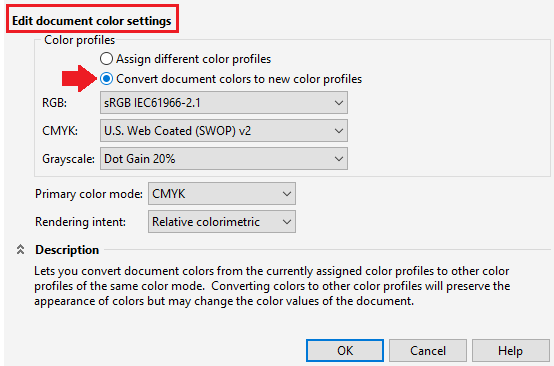 Edit document color settings
Color profiles
Assign different color profiles
Convert document colors to new color profiles
RGB: sRGB IEC61966-2.1
CMYK: U.S. Web Coated (SWOP) v2
Grayscale: Dot Gain 20%
Primary color mode: CMYK
Rendering intent: Relative colorimetric
Description
Lets you convert document colors from the currently assigned color profiles to other color
profiles of the same color mode.  Converting colors to other color profiles will preserve the
appearance of colors but may change the color values of the document.
OK Cancel Help